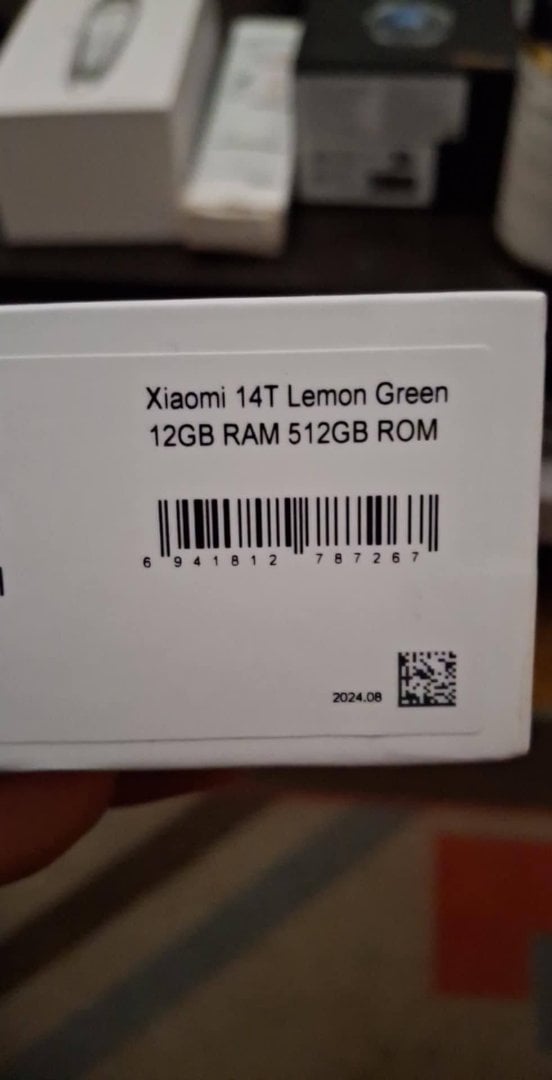 Xiaomi 14T Lemon Green
12GB RAM 512GB ROM
6 941812 787267
2024.08